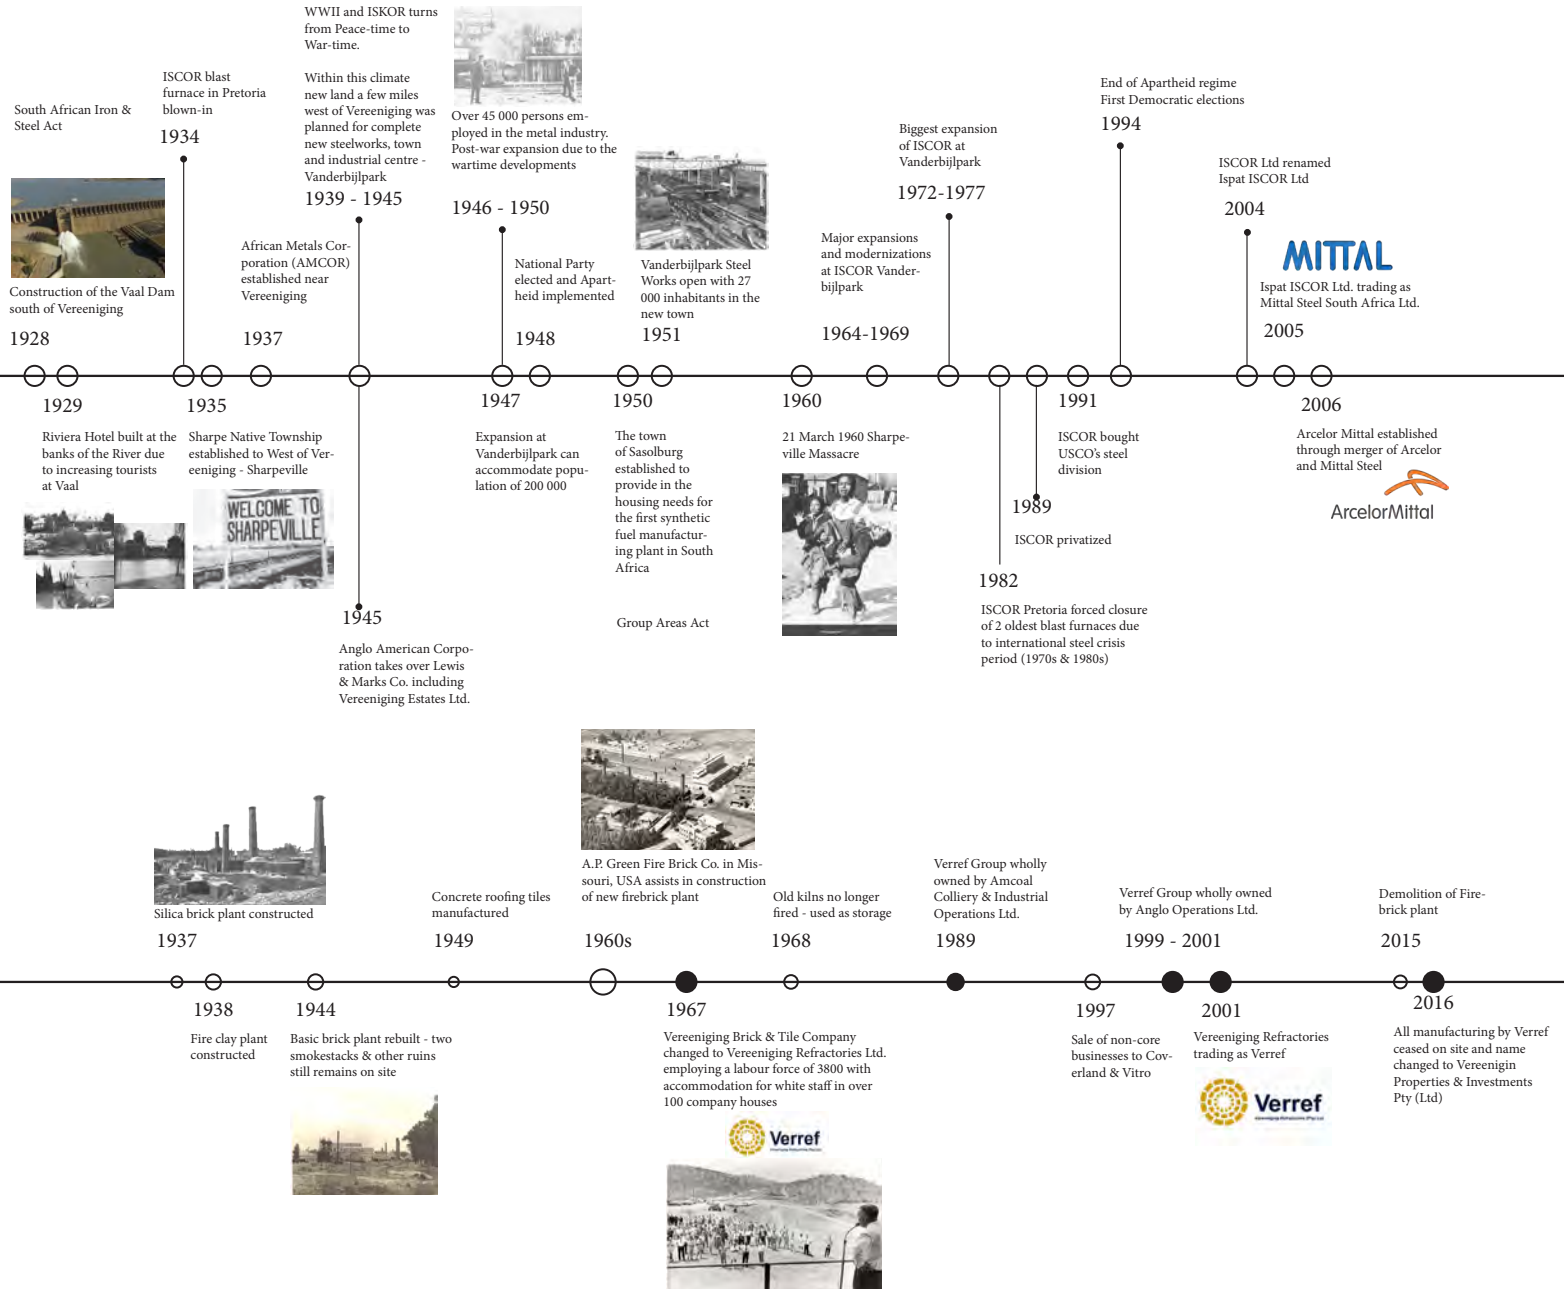 South African Iron &
Steel Act
Construction of the Vaal Dam
south of Vereeniging
1928
1929
Riviera Hotel built at the
banks of the River due
to increasing tourists
at Vaal
ISCOR blast
furnace in Pretoria
blown-in
1934
1935
Sharpe Native Township
established to West of Ver-
eeniging - Sharpeville
WELCOME TO
SHARPEVILLE
African Metals Cor-
poration (AMCOR)
established near
Vereeniging
1937
WWII and ISKOR turns
from Peace-time to
War-time.
Within this climate
new land a few miles
west of Vereeniging was
planned for complete
new steelworks, town
and industrial centre -
Vanderbijlpark
1939 - 1945
1945
Anglo American Corpo-
ration takes over Lewis
& Marks Co. including
Vereeniging Estates Ltd.
Over 45 000 persons em-
ployed in the metal industry.
Post-war expansion due to the
wartime developments
1946 - 1950
1947
Expansion at
Vanderbijlpark can
accommodate popu-
lation of 200 000
National Party
elected and Apart-
heid implemented
1948
1950
The town
of Sasolburg
established to
provide in the
housing needs for
the first synthetic
fuel manufactur-
ing plant in South
Africa
Group Areas Act
Vanderbijlpark Steel
Works open with 27
000 inhabitants in the
new town
1951
1960
21 March 1960 Sharpe-
ville Massacre
Major expansions
and modernizations
at ISCOR Vander-
bijlpark
1964-1969
Biggest expansion
of ISCOR at
Vanderbijlpark
1972-1977
1982
ISCOR Pretoria forced closure
of 2 oldest blast furnaces due
to international steel crisis
period (1970s & 1980s)
1989
ISCOR privatized
1991
ISCOR bought
USCO's steel
division
End of Apartheid regime
First Democratic elections
1994
ISCOR Ltd renamed
Ispat ISCOR Ltd
2004
MITTAL
Ispat ISCOR Ltd. trading as
Mittal Steel South Africa Ltd.
2005
2006
Arcelor Mittal established
through merger of Arcelor
and Mittal Steel
ArcelorMittal
Silica brick plant constructed
1937
1938
Fire clay plant
constructed
1944
Basic brick plant rebuilt - two
smokestacks & other ruins
still remains on site
Concrete roofing tiles
manufactured
1949
A.P. Green Fire Brick Co. in Mis-
souri, USA assists in construction
of new firebrick plant
1960s
1967
Vereeniging Brick & Tile Company
changed to Vereeniging Refractories Ltd.
employing a labour force of 3800 with
accommodation for white staff in over
100 company houses
Verref
Old kilns no longer
fired - used as storage
1968
Verref Group wholly
owned by Amcoal
Colliery & Industrial
Operations Ltd.
1989
1997
Sale of non-core
businesses to Cov-
erland & Vitro
Verref Group wholly owned
by Anglo Operations Ltd.
1999 - 2001
2001
Vereeniging Refractories
trading as Verref
Verref
Demolition of Fire-
brick plant
2015
2016
All manufacturing by Verref
ceased on site and name
changed to Vereenigin
Properties & Investments
Pty (Ltd)